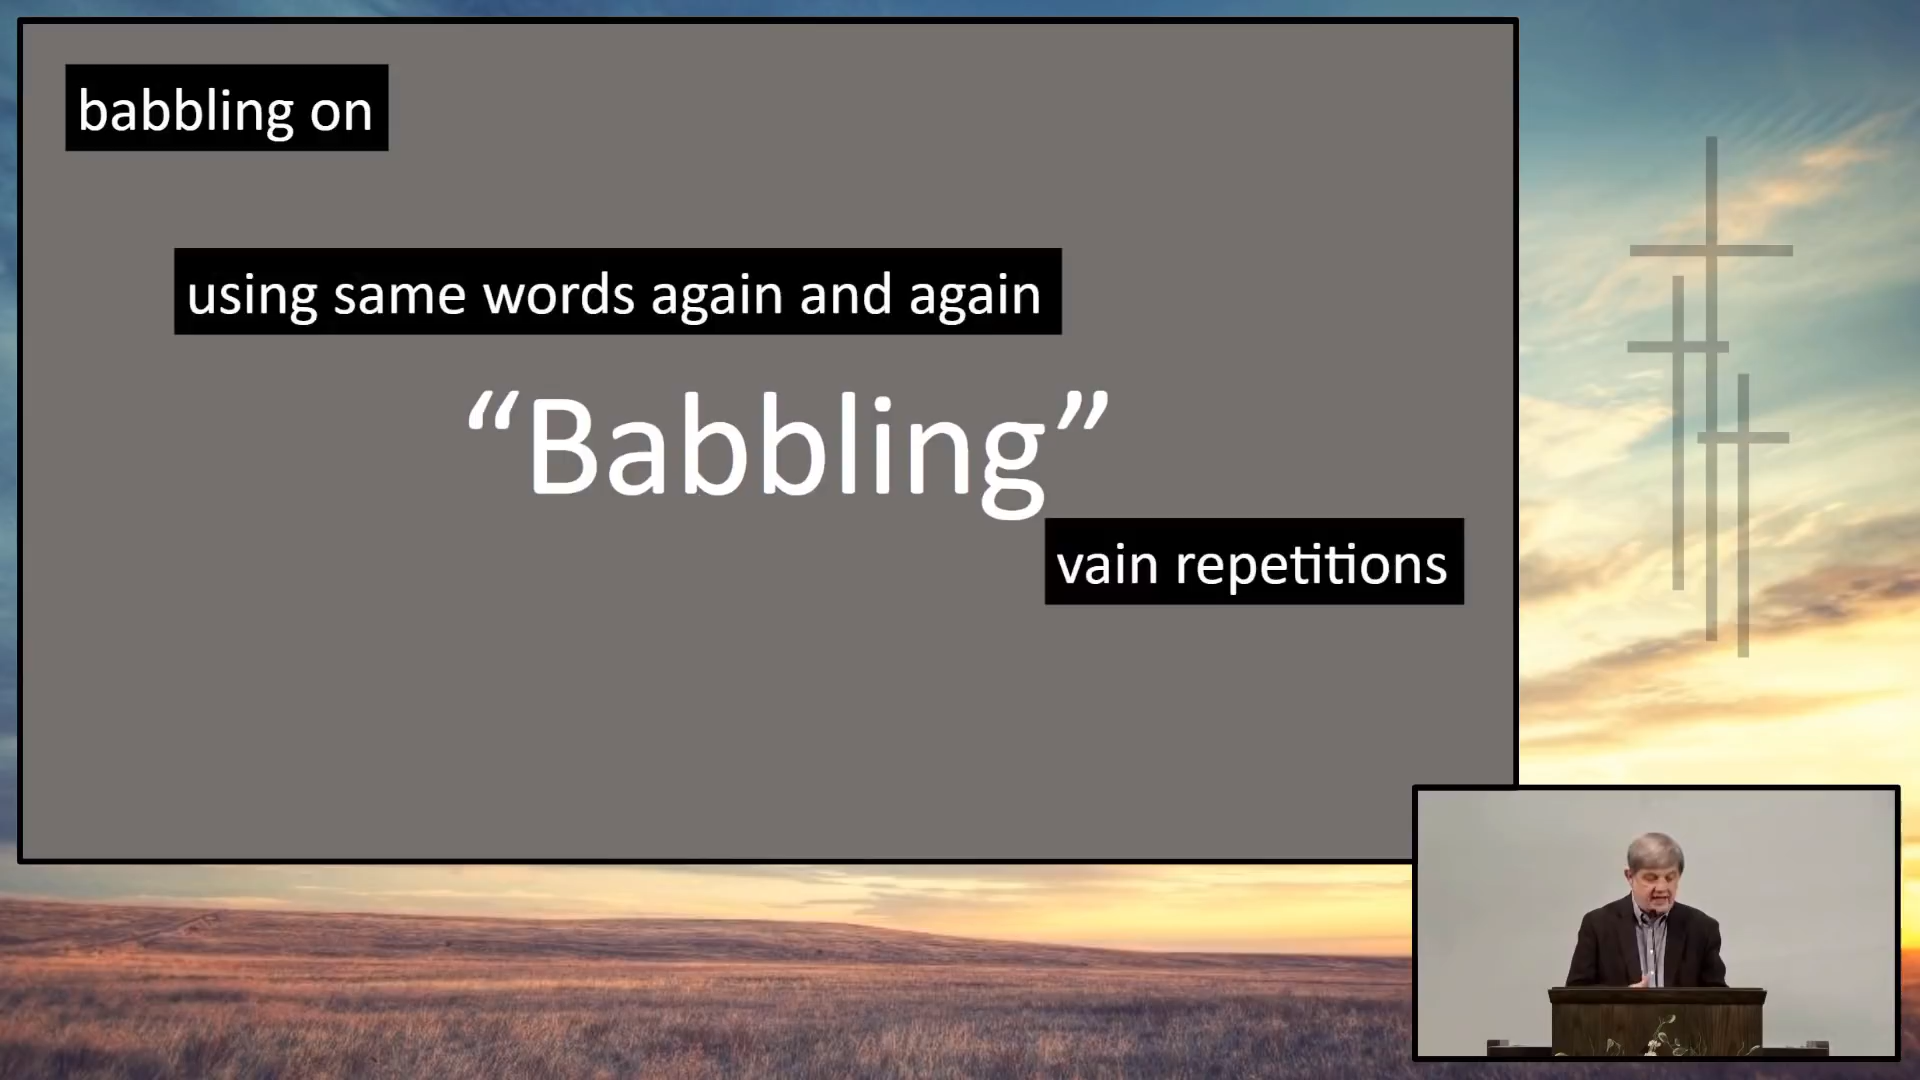 babbling on
using same words again and again
“Babbling”
vain repetitions